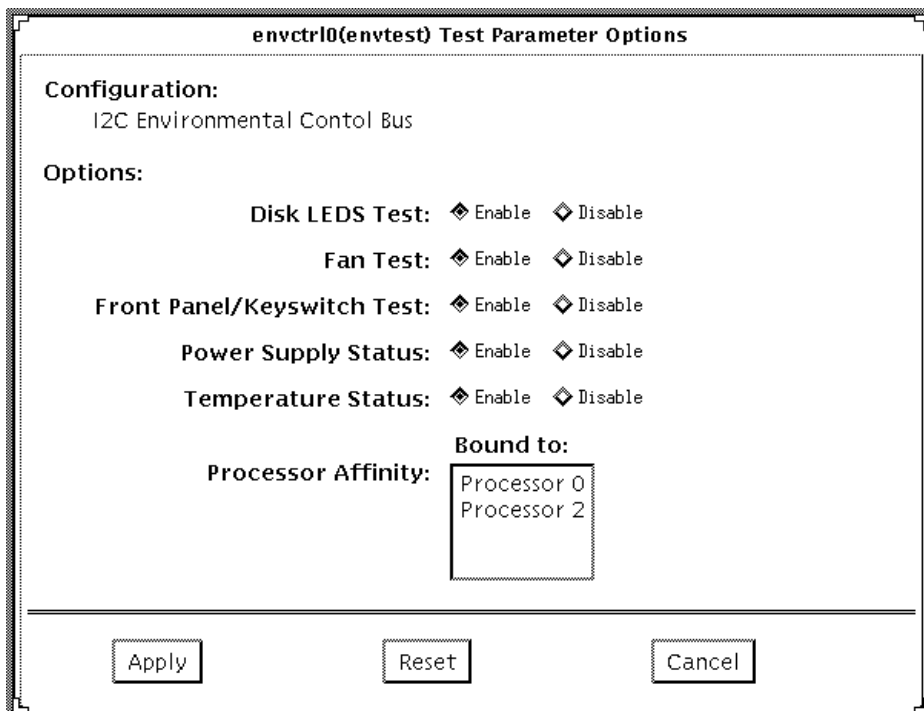 envctrl0(envtest) Test Parameter Options
Configuration:
I2C Environmental Contol Bus
Options:
Disk LEDS Test: Enable Disable
Fan Test: Enable Disable
Front Panel/Keyswitch Test: Enable Disable
Power Supply Status: Enable Disable
Temperature Status: Enable Disable
Bound to:
Processor Affinity:
Processor 0
Processor 2
Apply Reset Cancel